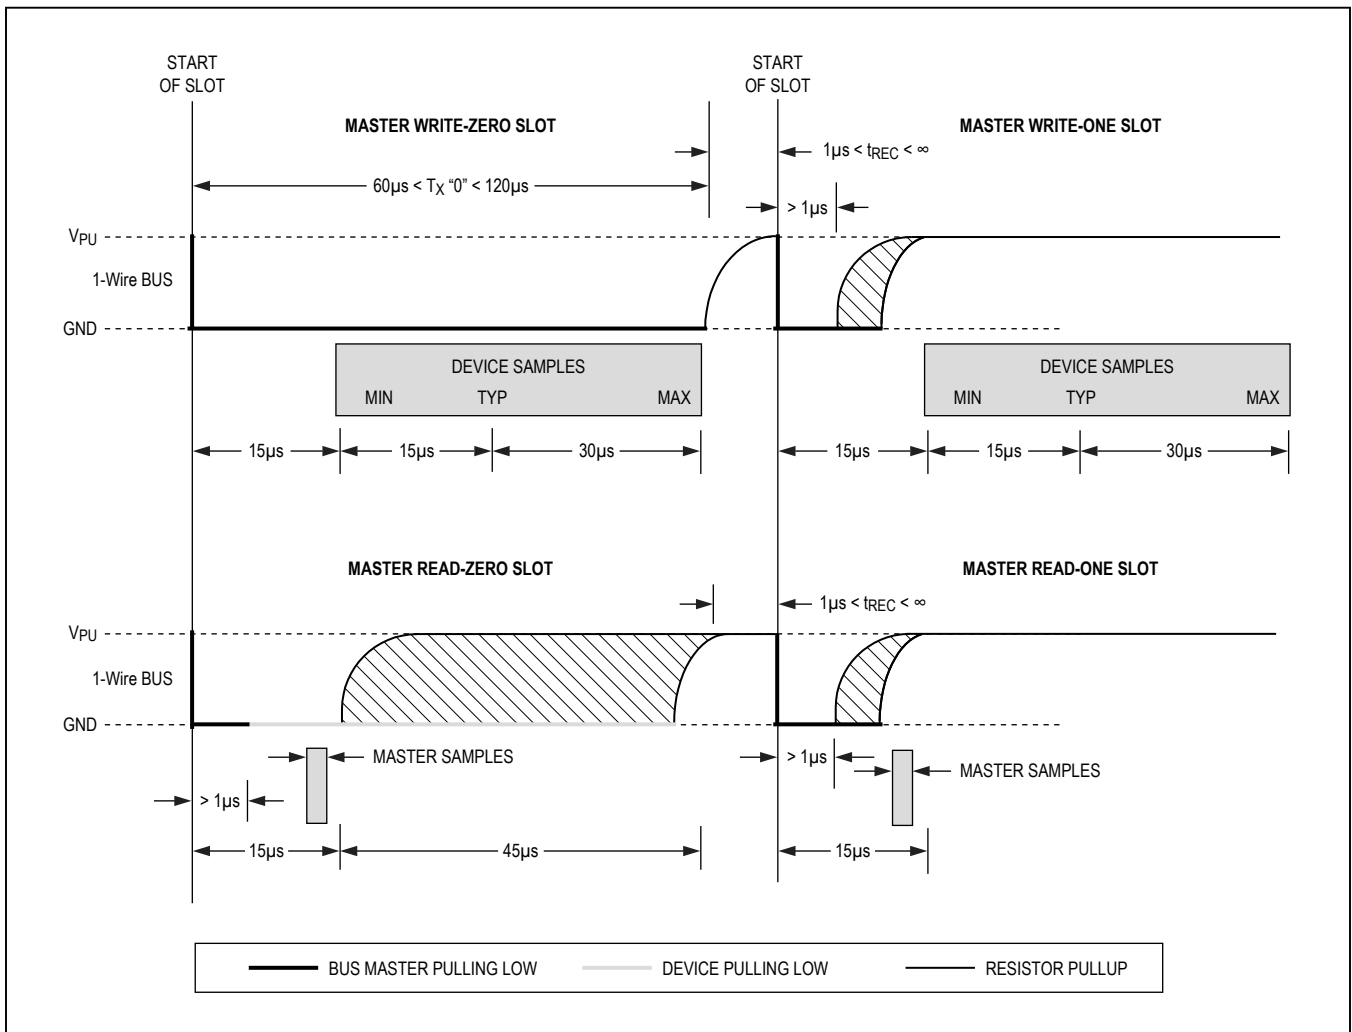 START
OF SLOT
START
OF SLOT
MASTER WRITE-ZERO SLOT
MASTER WRITE-ONE SLOT
1µs < tREC < ∞
60µs < TX “0” < 120µs
> 1µs
VPU
1-Wire BUS
GND
DEVICE SAMPLES
MIN TYP MAX
DEVICE SAMPLES
MIN TYP MAX
15µs 15µs 30µs
15µs 15µs 30µs
MASTER READ-ZERO SLOT
MASTER READ-ONE SLOT
1µs < tREC < ∞
VPU
1-Wire BUS
GND
MASTER SAMPLES
> 1µs
MASTER SAMPLES
> 1µs
15µs 45µs
15µs
BUS MASTER PULLING LOW
DEVICE PULLING LOW
RESISTOR PULLUP